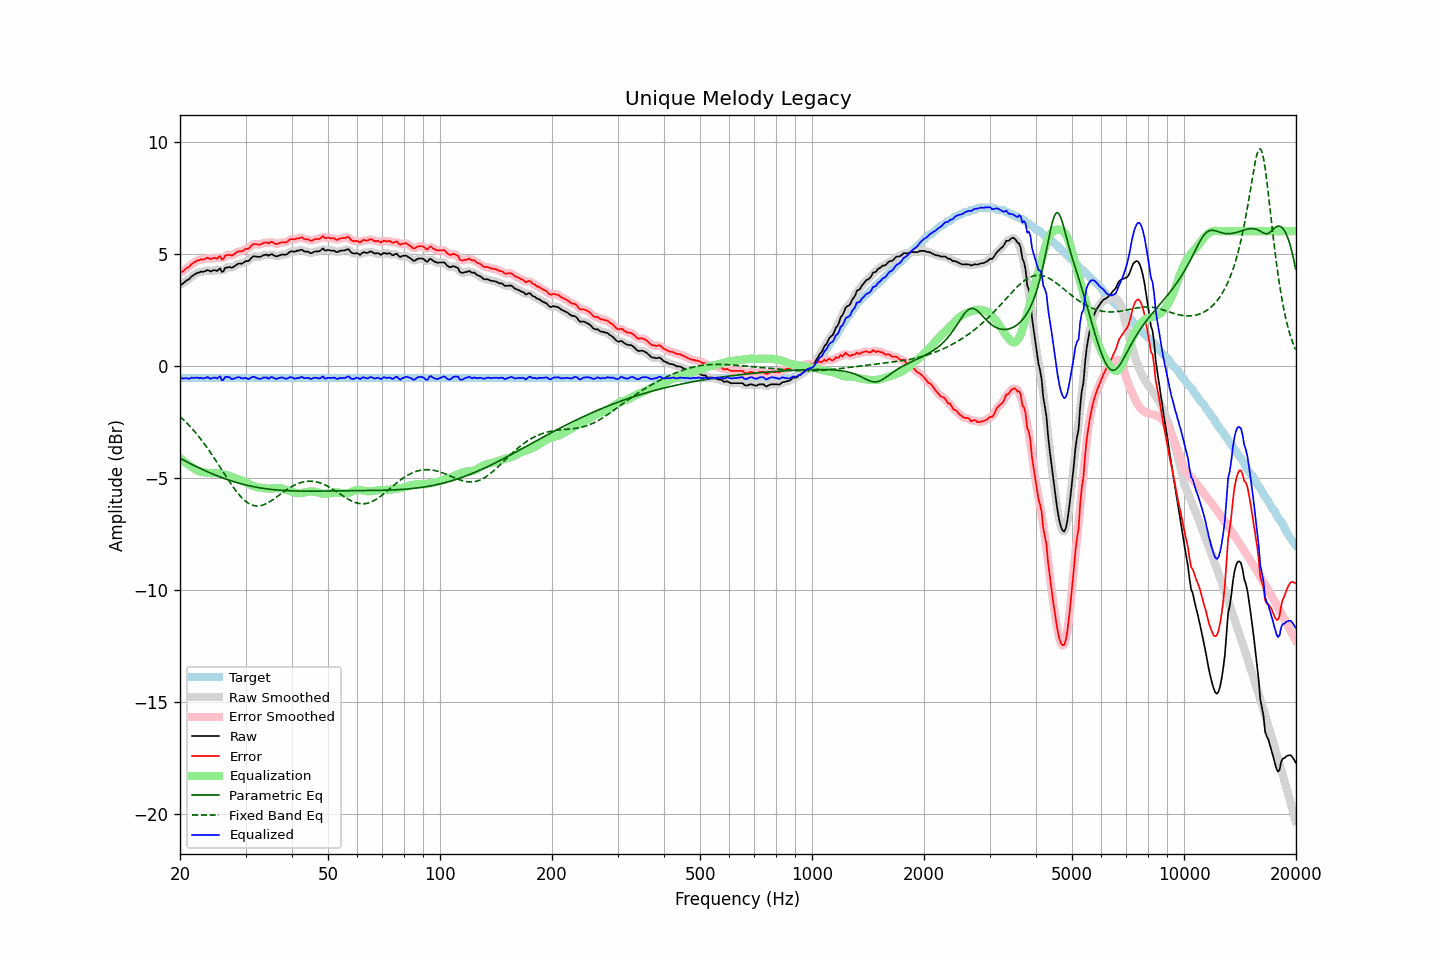 Unique Melody Legacy
Amplitude (dBr)
10
5
0
−5
−10
−15
−20
Target
Raw Smoothed
Error Smoothed
Raw
Error
Equalization
Parametric Eq
Fixed Band Eq
Equalized
20 50 100 200 500 1000 2000 5000 10000 20000
Frequency (Hz)